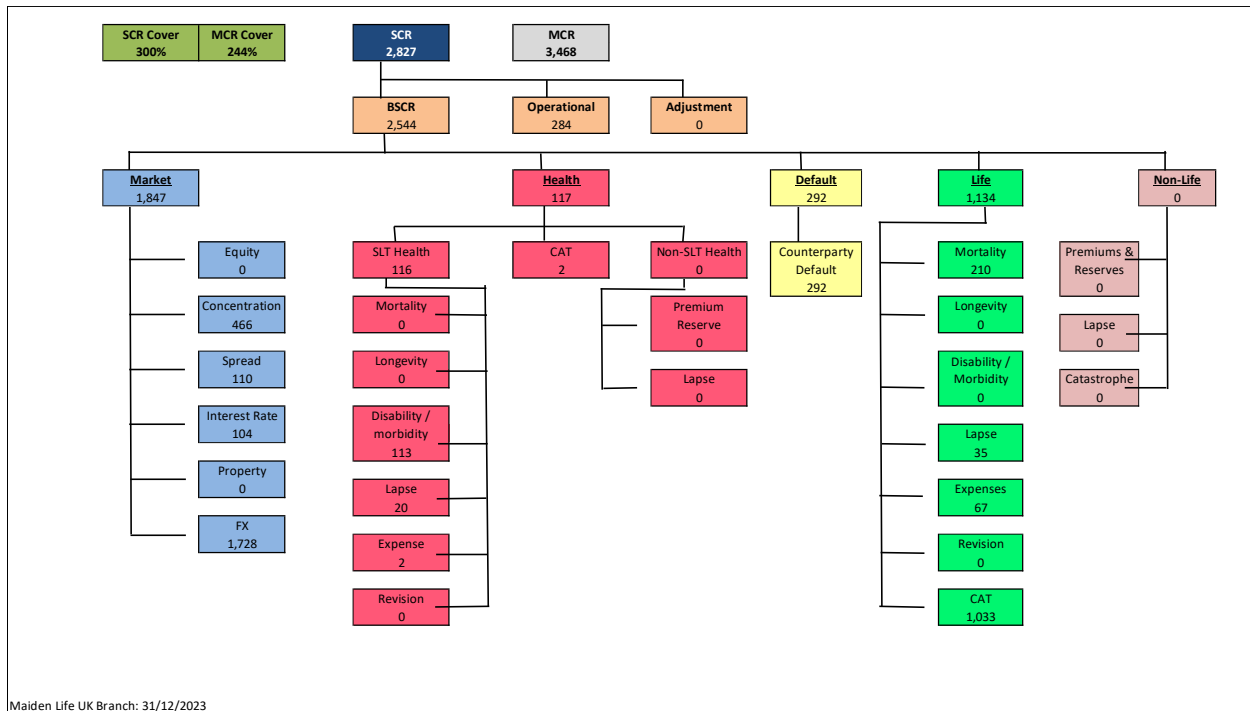 SCR Cover
300%
MCR Cover
244%
SCR
2,827
MCR
3,468
BSCR
2,544
Operational
284
Adjustment
0
Market
1,847
Health
117
Default
292
Life
1,134
Non-Life
0
Equity
0
Concentration
466
Spread
110
Interest Rate
104
Property
0
FX
1,728
SLT Health
116
CAT
2
Non-SLT Health
0
Mortality
0
Longevity
0
Disability /
morbidity
113
Lapse
20
Expense
2
Revision
0
Premium
Reserve
0
Lapse
0
Counterparty
Default
292
Mortality
210
Longevity
0
Disability /
Morbidity
0
Lapse
35
Expenses
67
Revision
0
CAT
1,033
Premiums &
Reserves
0
Lapse
0
Catastrophe
0
Maiden Life UK Branch: 31/12/2023